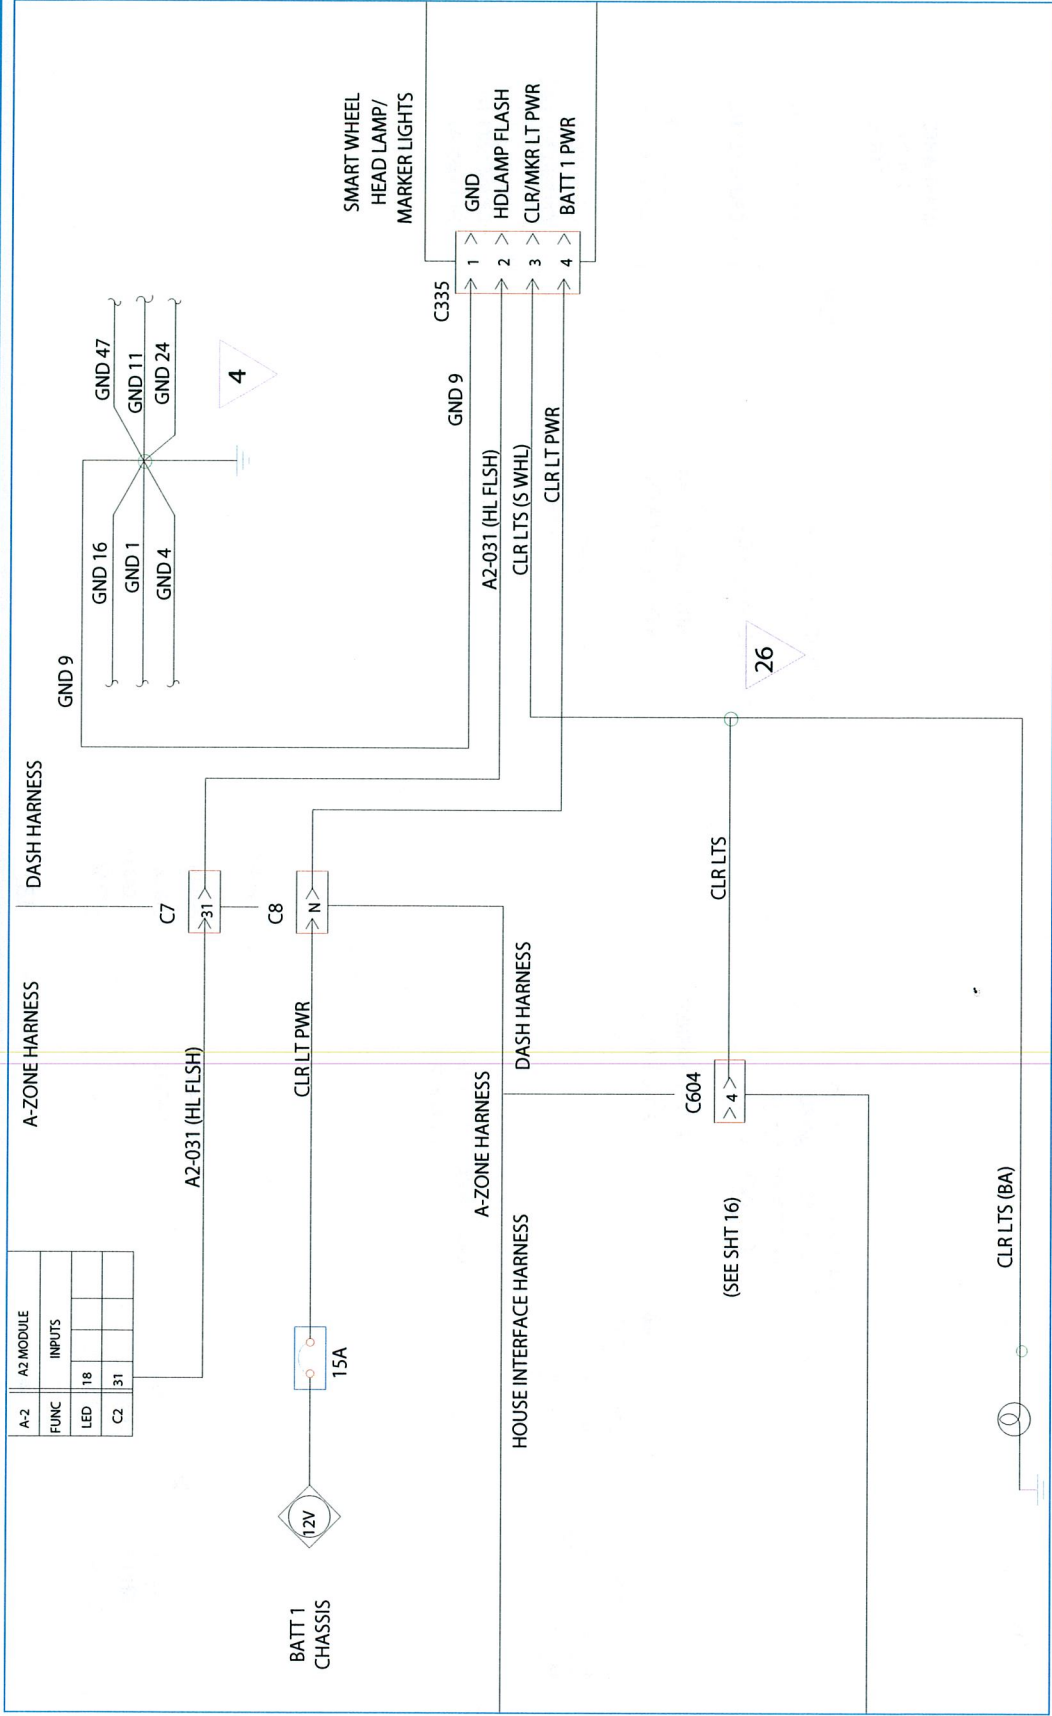 A-2 A2 MODULE
FUNC INPUTS
LED 18
C2 31
A-ZONE HARNESS
DASH HARNESS
A2-031 (HL FLSH)
C7
31
BATT 1
CHASSIS
12V
15A
CLR LT PWR
C8
N
GND 9
GND 16
GND 1
GND 4
GND 47
GND 11
GND 24
4
GND 9
A2-031 (HL FLSH)
CLR LTS (S WHL)
CLR LT PWR
C335
1
2
3
4
SMART WHEEL
HEAD LAMP/
MARKER LIGHTS
GND
HDLAMP FLASH
CLR/MKR LT PWR
BATT 1 PWR
A-ZONE HARNESS
DASH HARNESS
HOUSE INTERFACE HARNESS
(SEE SHT 16)
C604
4
CLR LTS
26
CLR LTS (BA)